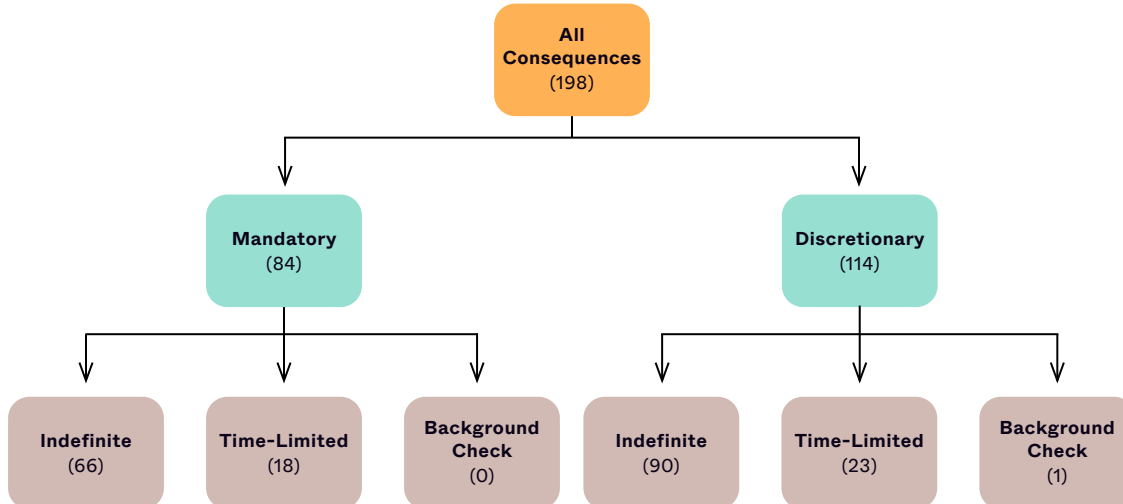 All
Consequences
(198)
Mandatory
(84)
Discretionary
(114)
Indefinite
(66)
Time-Limited
(18)
Background
Check
(0)
Indefinite
(90)
Time-Limited
(23)
Background
Check
(1)